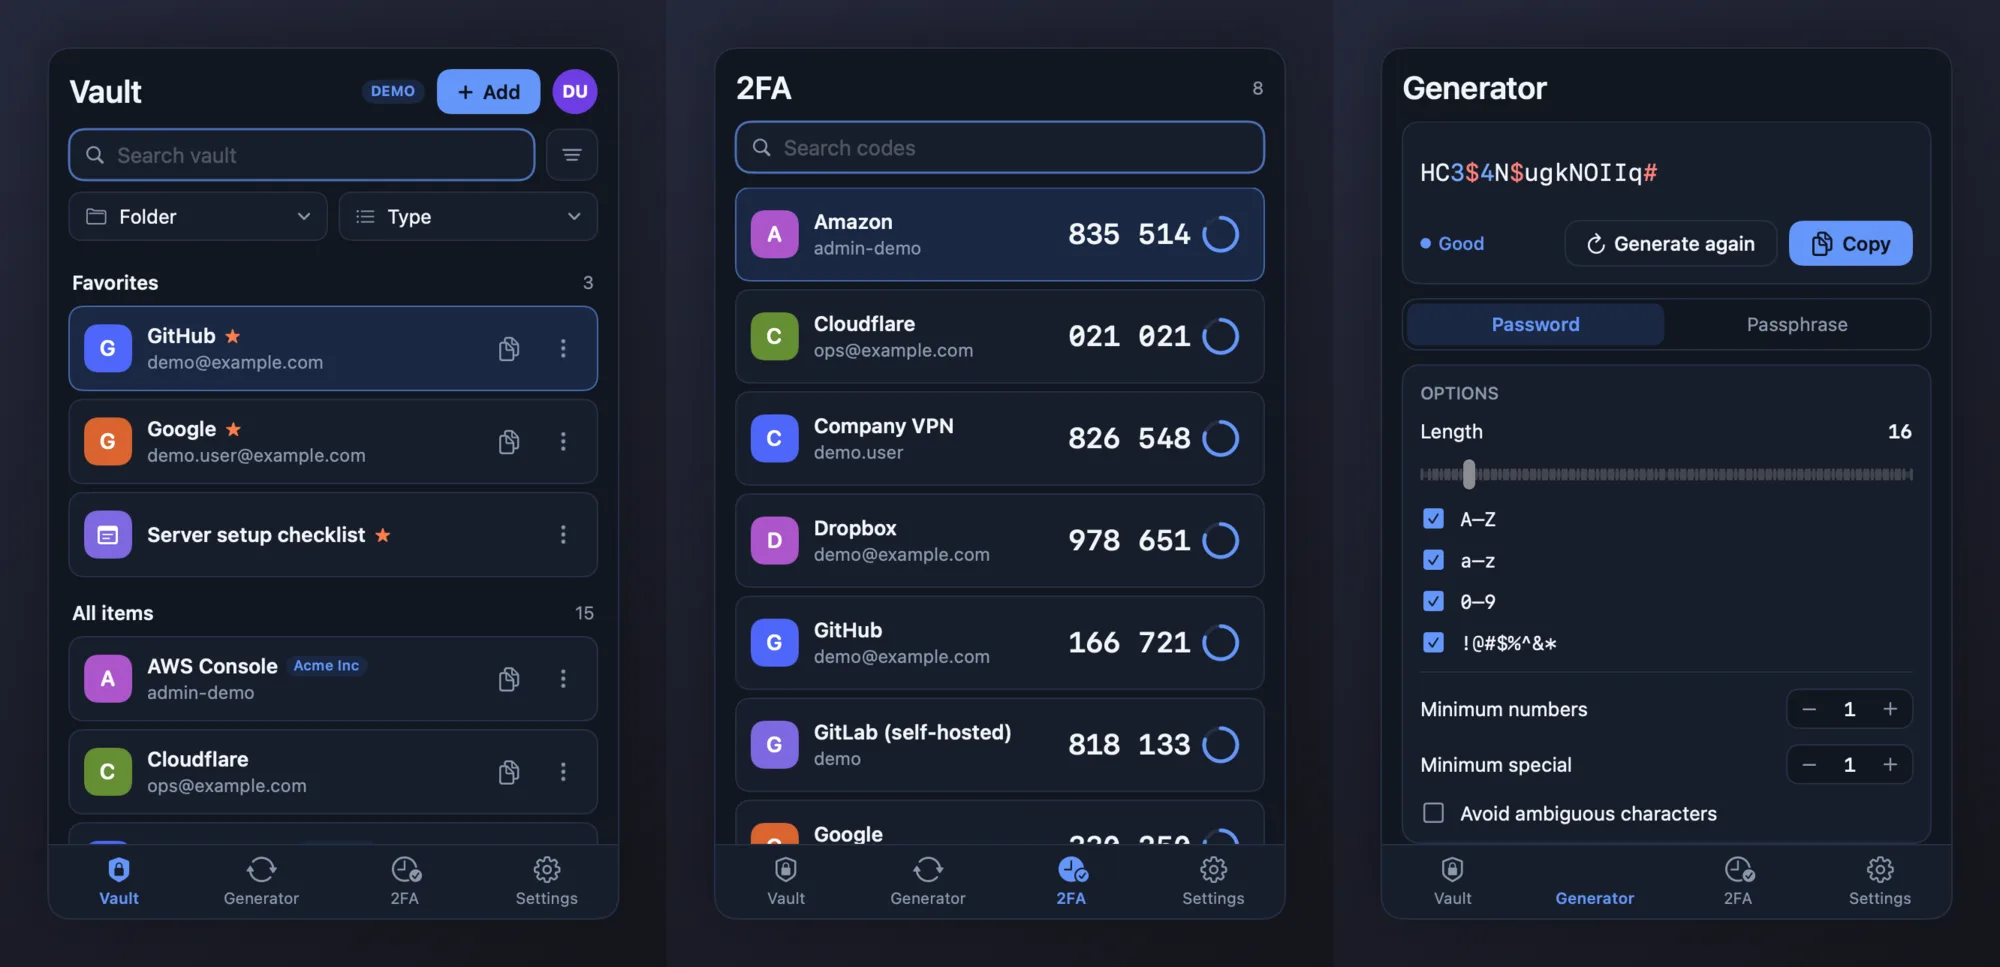 Vault
DEMO
+ Add
DU
Search vault
Folder
Type
Favorites
3
G
GitHub
demo@example.com
G
Google
demo.user@example.com
Server setup checklist
All items
15
A
AWS Console
Acme Inc
admin-demo
C
Cloudflare
ops@example.com
Vault
Generator
2FA
Settings
2FA
8
Search codes
A
Amazon
admin-demo
835 514
C
Cloudflare
ops@example.com
021 021
C
Company VPN
demo.user
826 548
D
Dropbox
demo@example.com
978 651
G
GitHub
demo@example.com
166 721
G
GitLab (self-hosted)
demo
818 133
Google
Vault
Generator
2FA
Settings
Generator
HC3$4N$ugkNOIIq#
Good
Generate again
Copy
Password
Passphrase
OPTIONS
Length
16
A–Z
a–z
0–9
!@#$%^&*
Minimum numbers
− 1 +
Minimum special
− 1 +
Avoid ambiguous characters
Vault
Generator
2FA
Settings